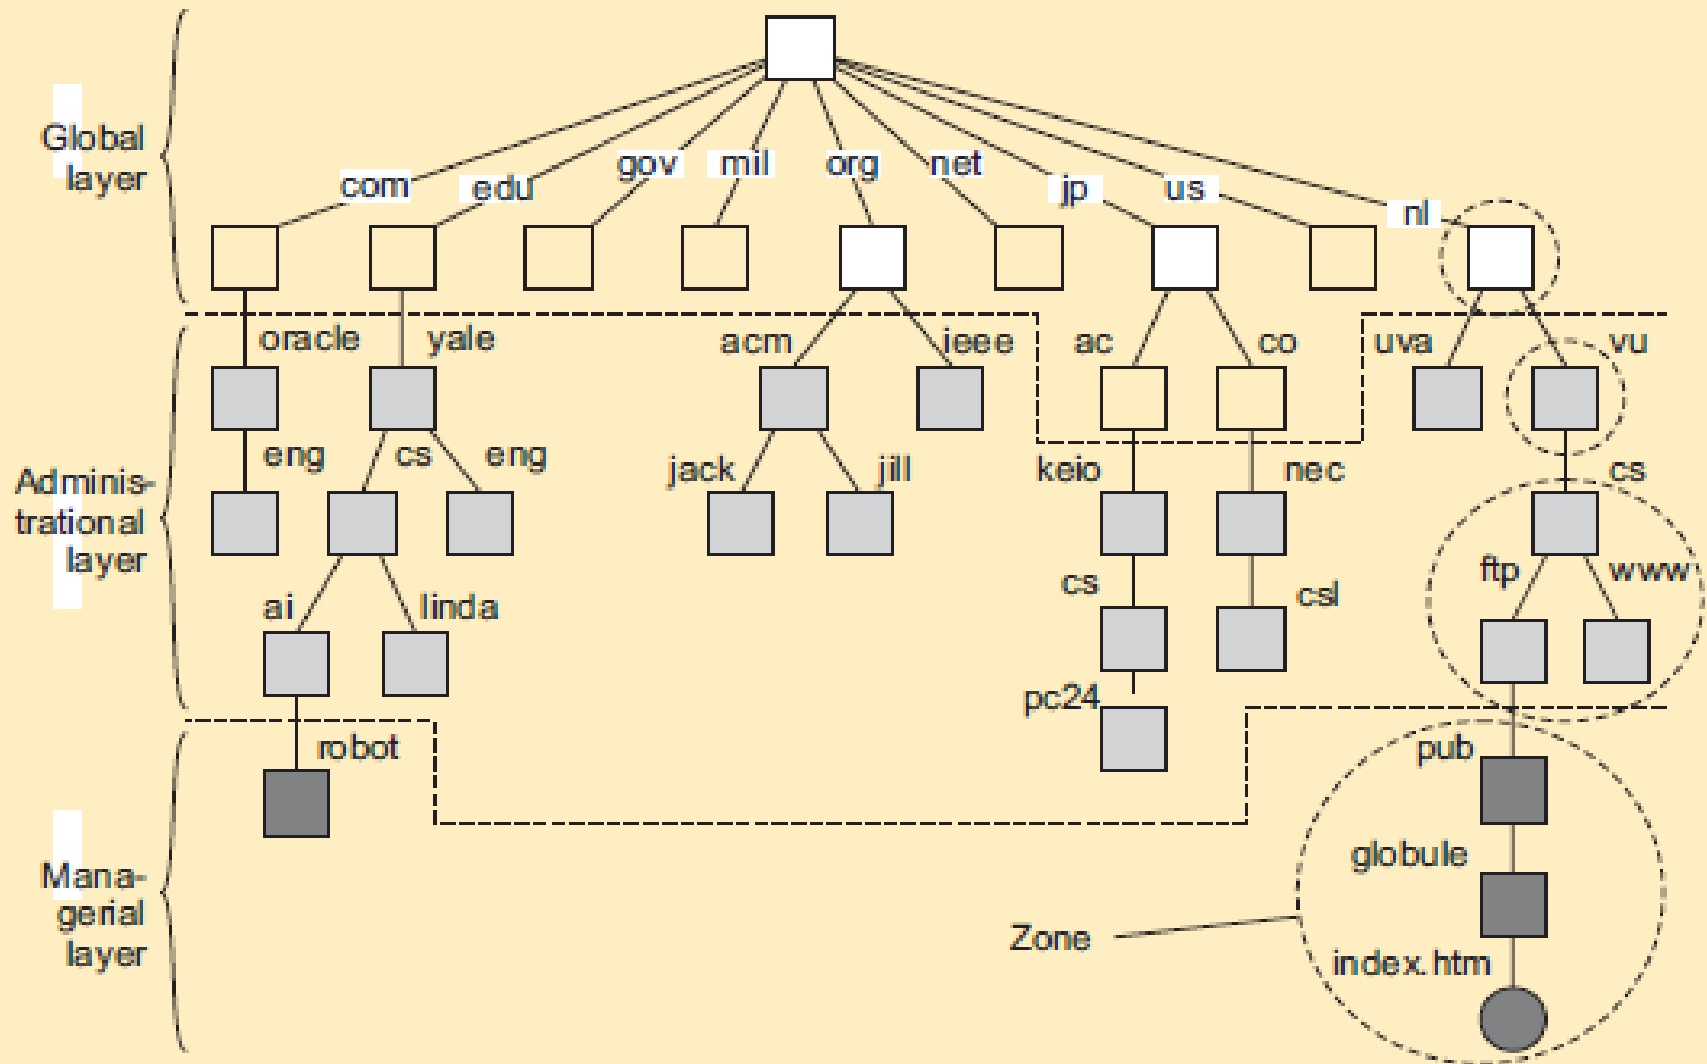 Global
layer
com
edu
gov
mil
org
net
jp
us
nl
oracle
yale
acm
ieee
ac
co
uva
vu
Adminis-
trational
layer
eng
cs
eng
jack
jill
keio
nec
cs
ai
linda
cs
csl
ftp
www
pc24
robot
pub
Mana-
gerial
layer
globule
Zone
index.htm